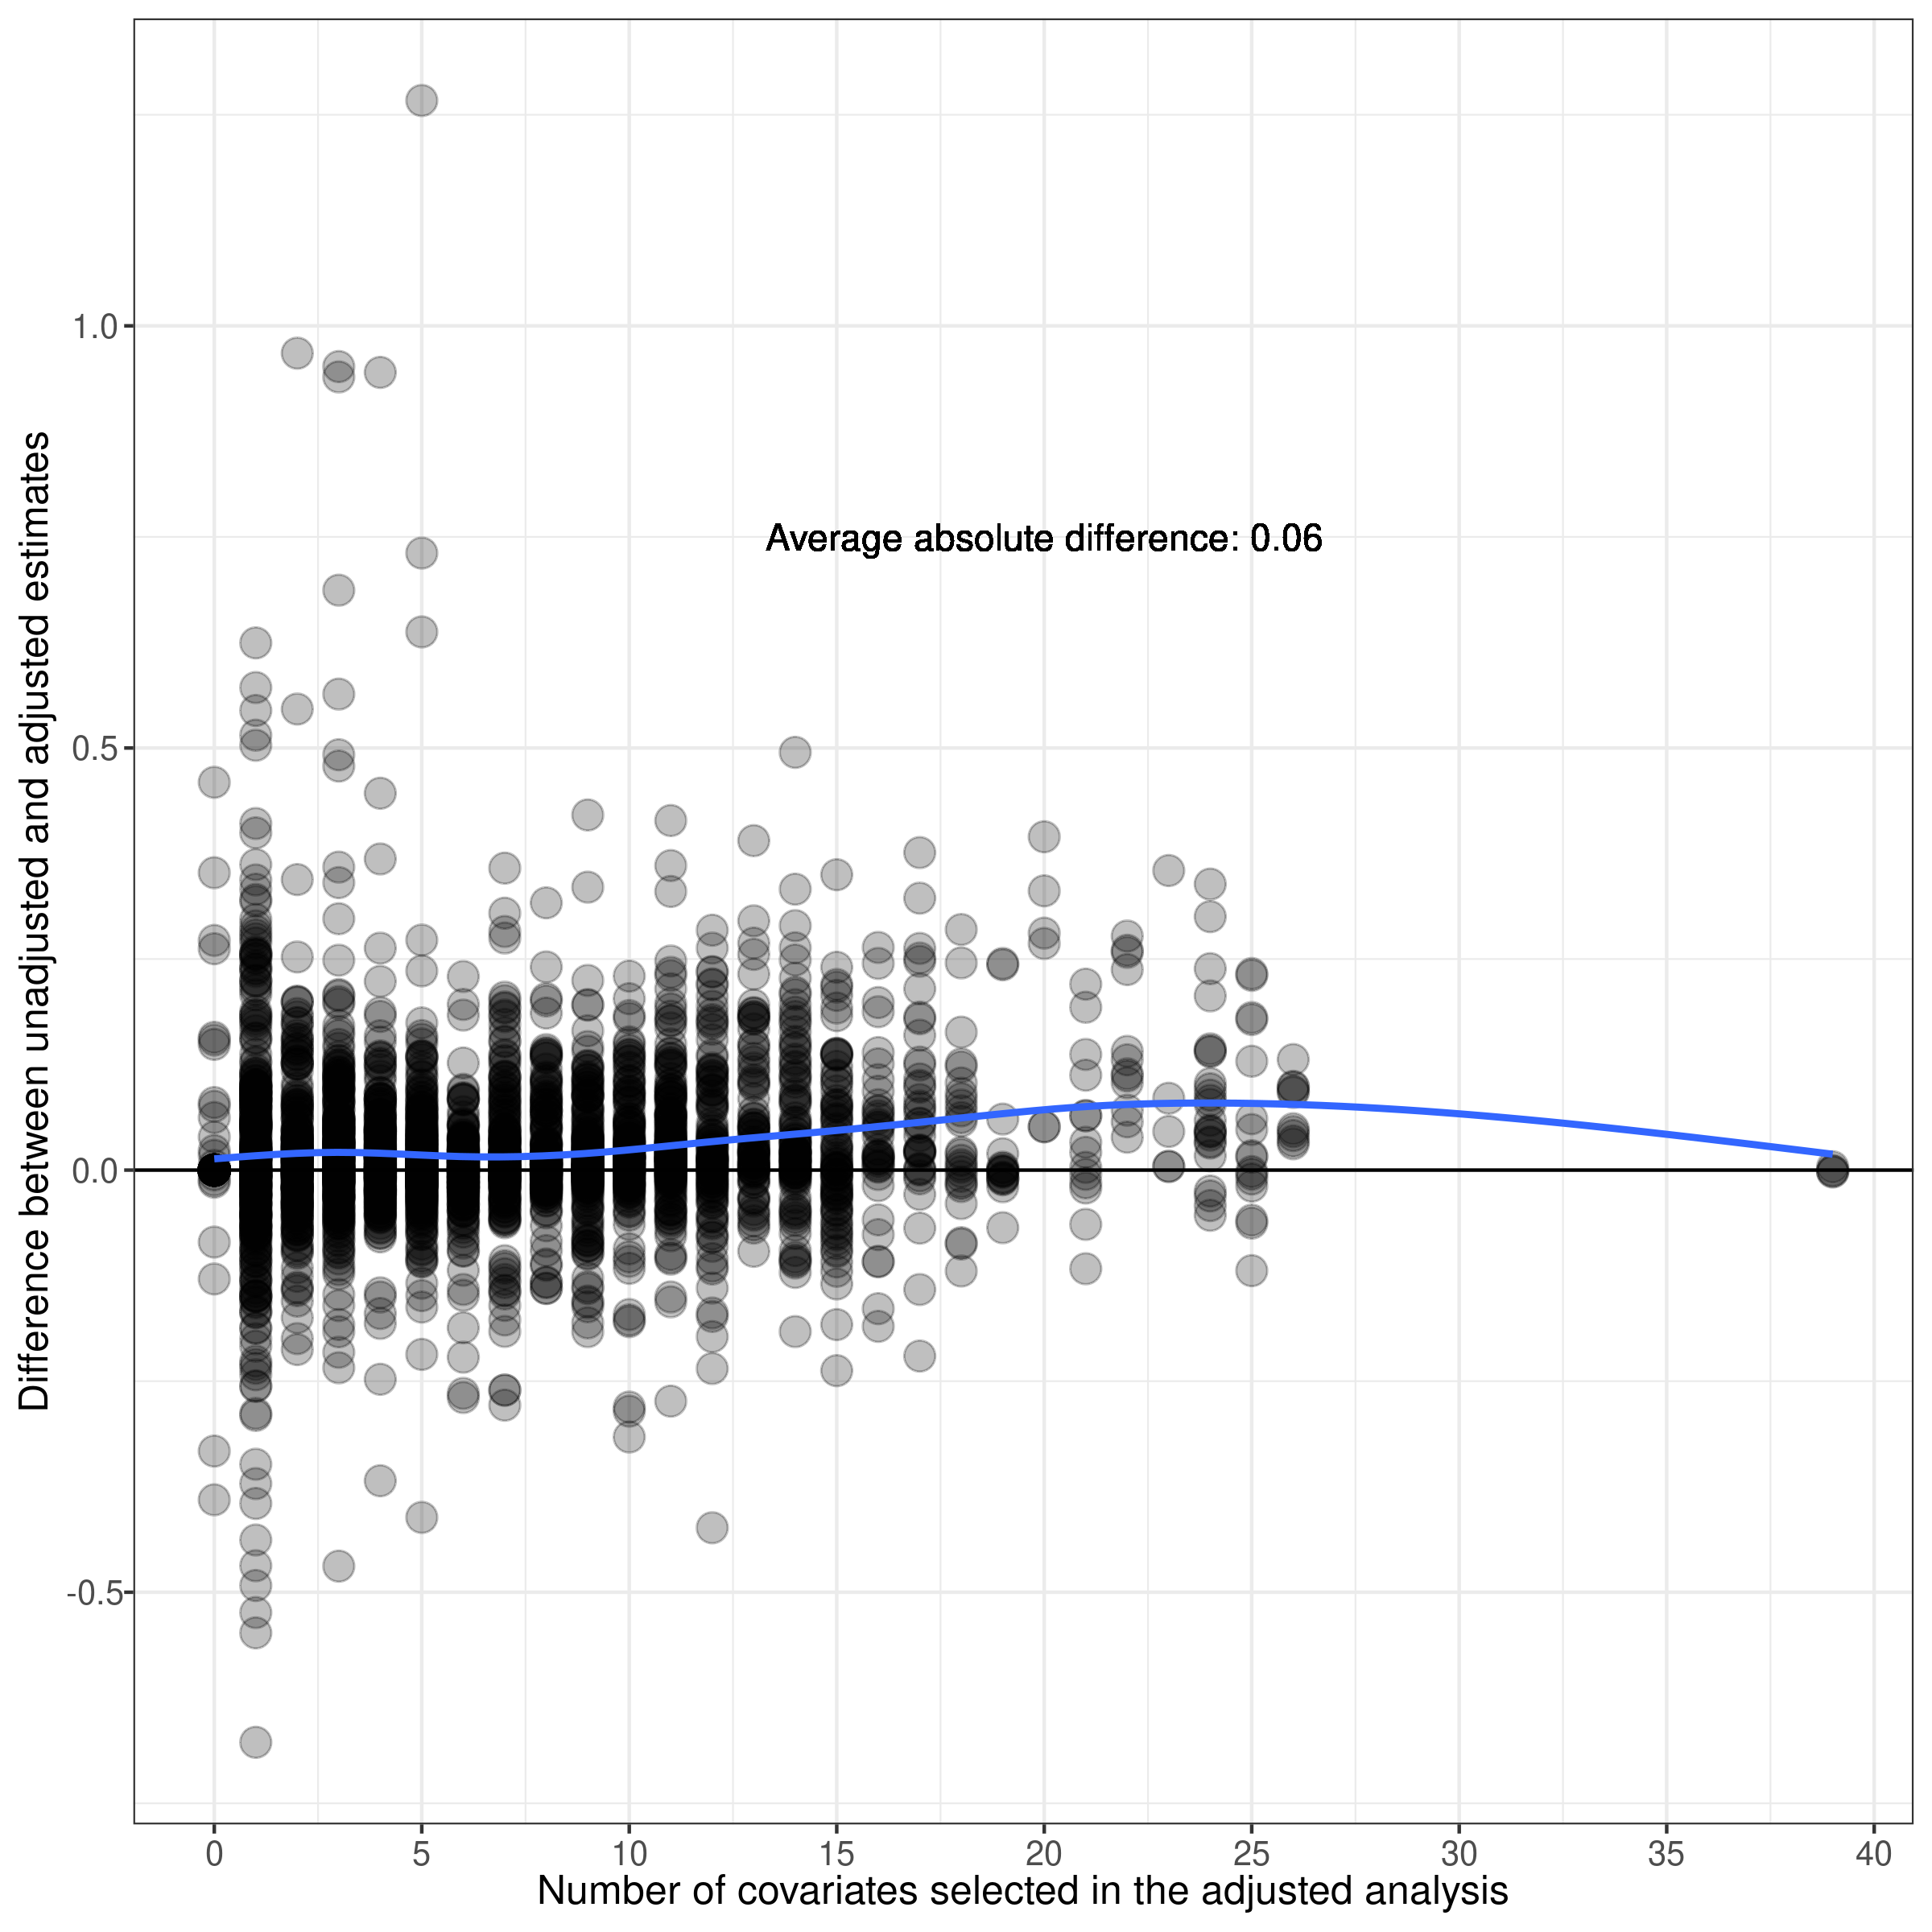 Difference between unadjusted and adjusted estimates
1.0
0.5
0.0
-0.5
Average absolute difference: 0.06
0 5 10 15 20 25 30 35 40
Number of covariates selected in the adjusted analysis